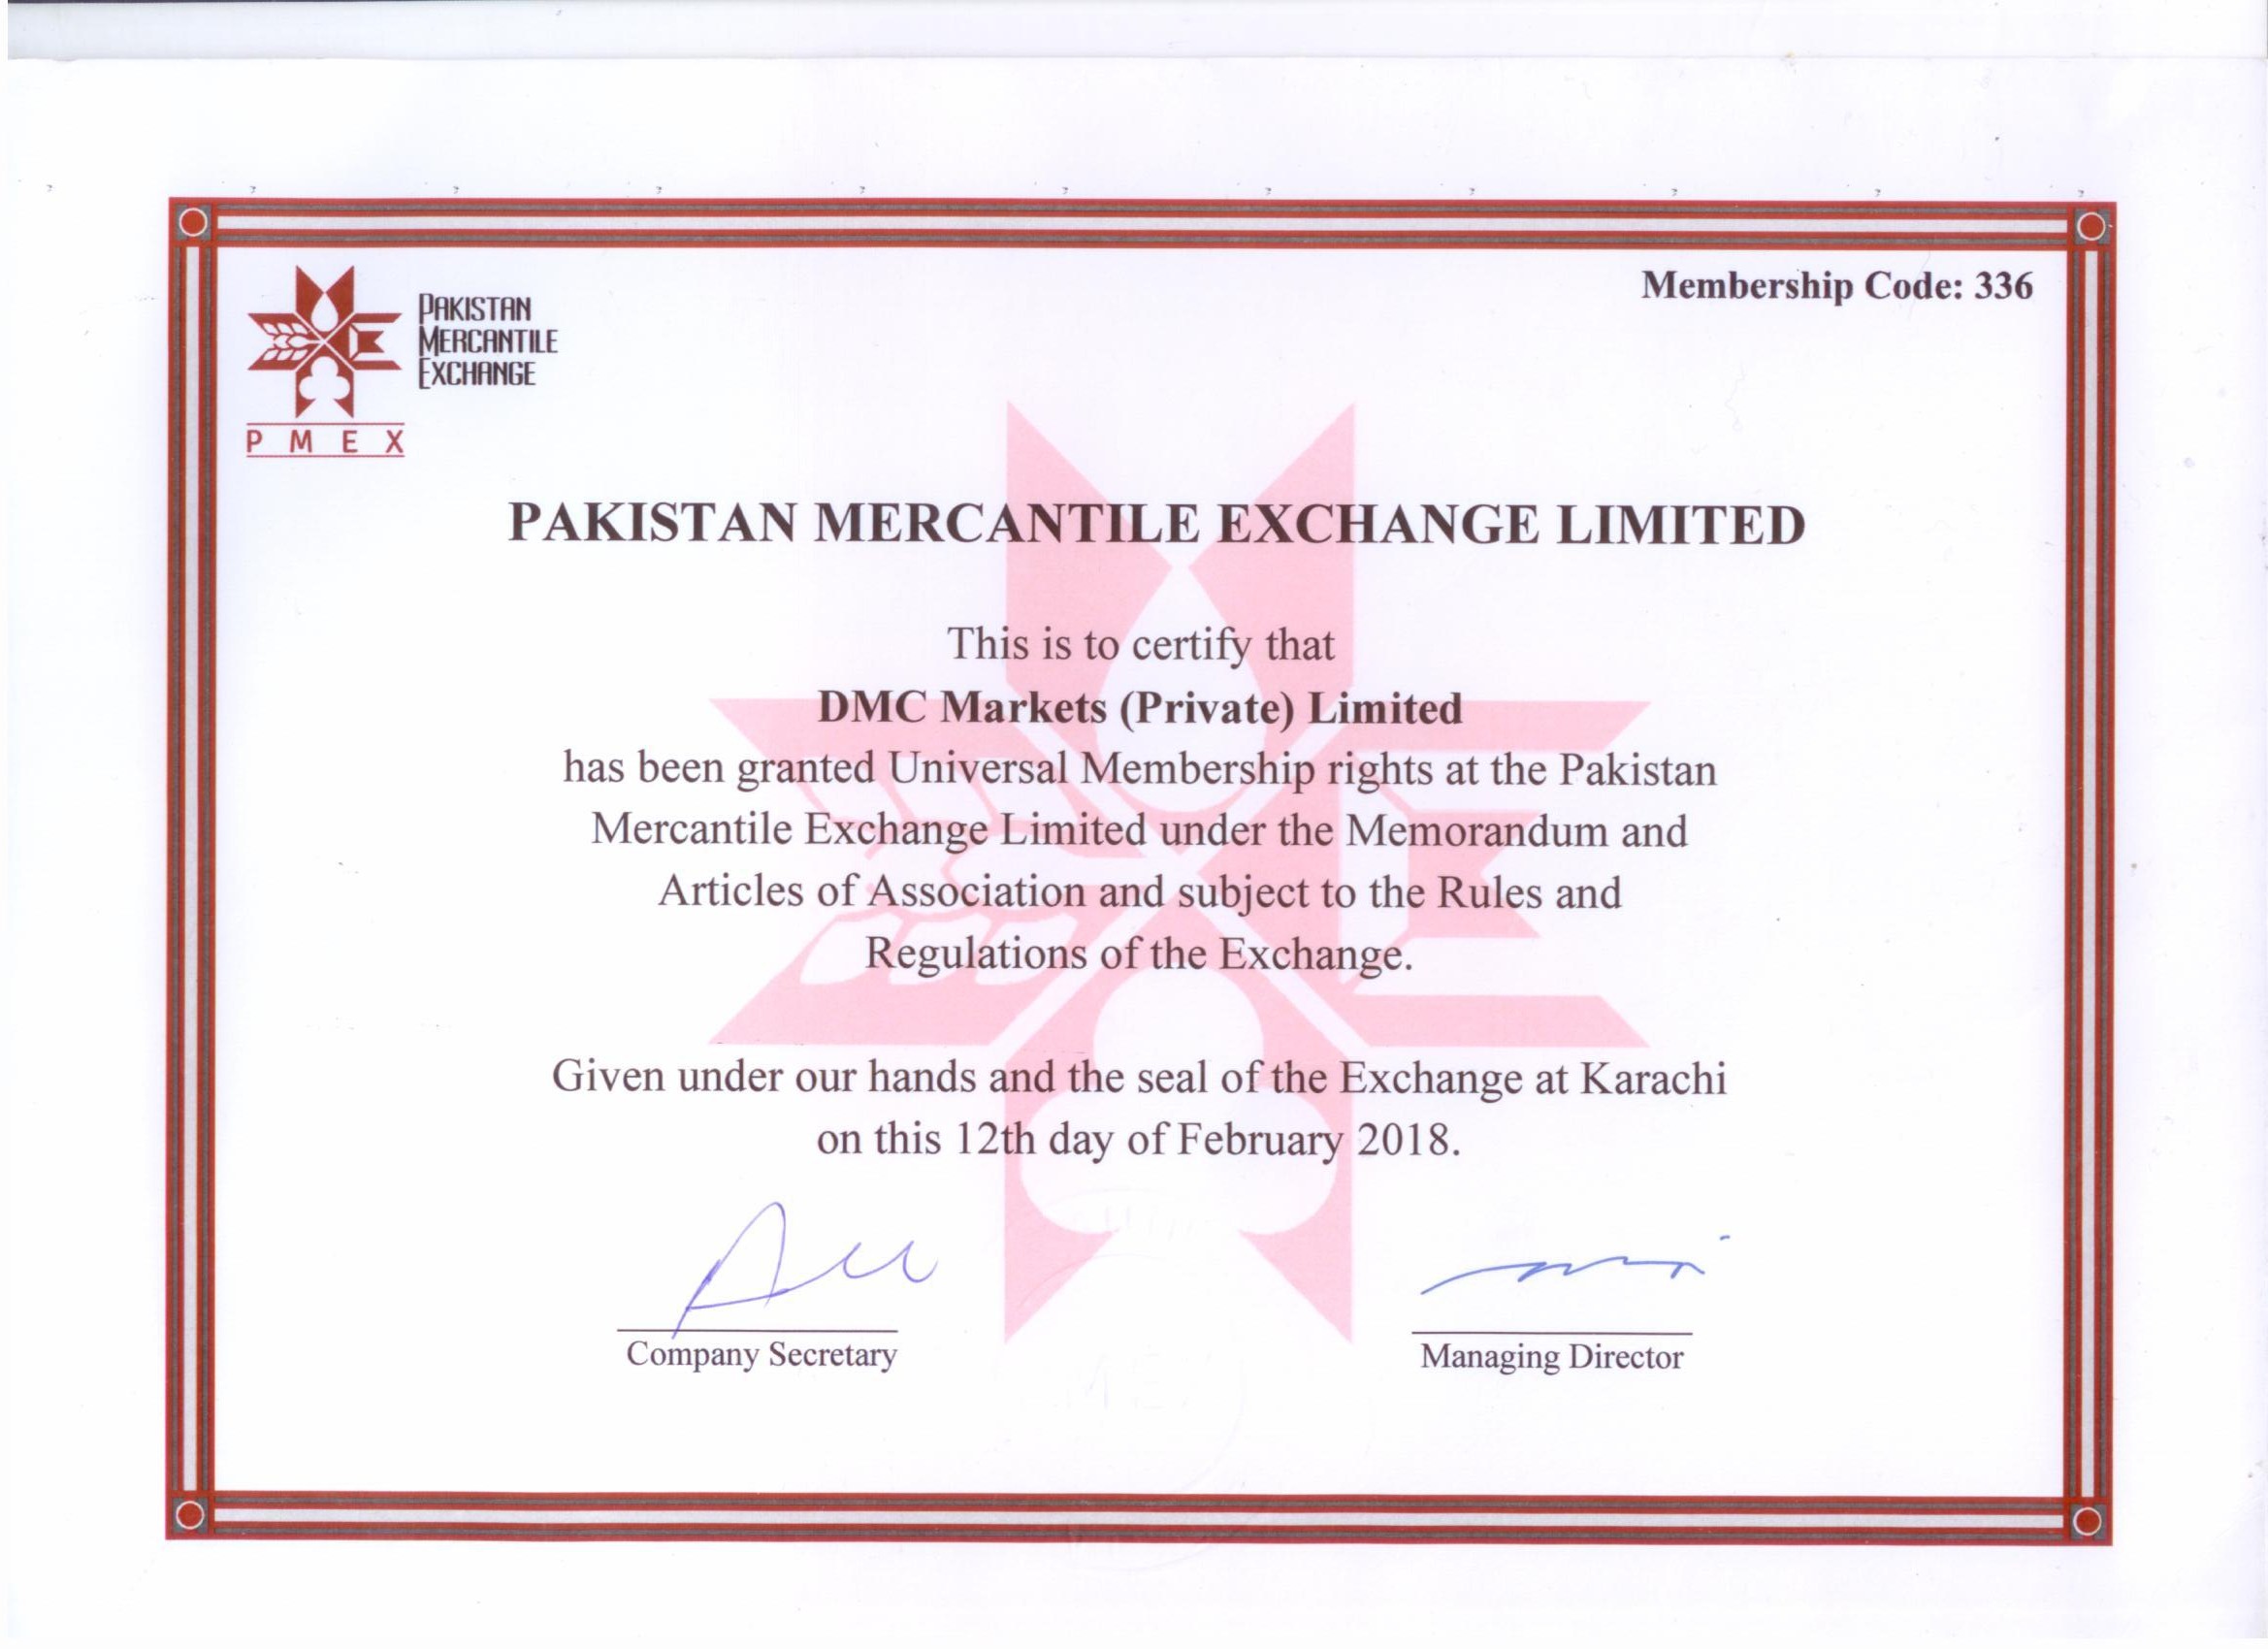 Membership Code: 336
PAKISTAN
MERCANTILE
EXCHANGE
PMEX
PAKISTAN MERCANTILE EXCHANGE LIMITED
This is to certify that
DMC Markets (Private) Limited
has been granted Universal Membership rights at the Pakistan
Mercantile Exchange Limited under the Memorandum and
Articles of Association and subject to the Rules and
Regulations of the Exchange.
Given under our hands and the seal of the Exchange at Karachi
on this 12th day of February 2018.
Company Secretary
Managing Director